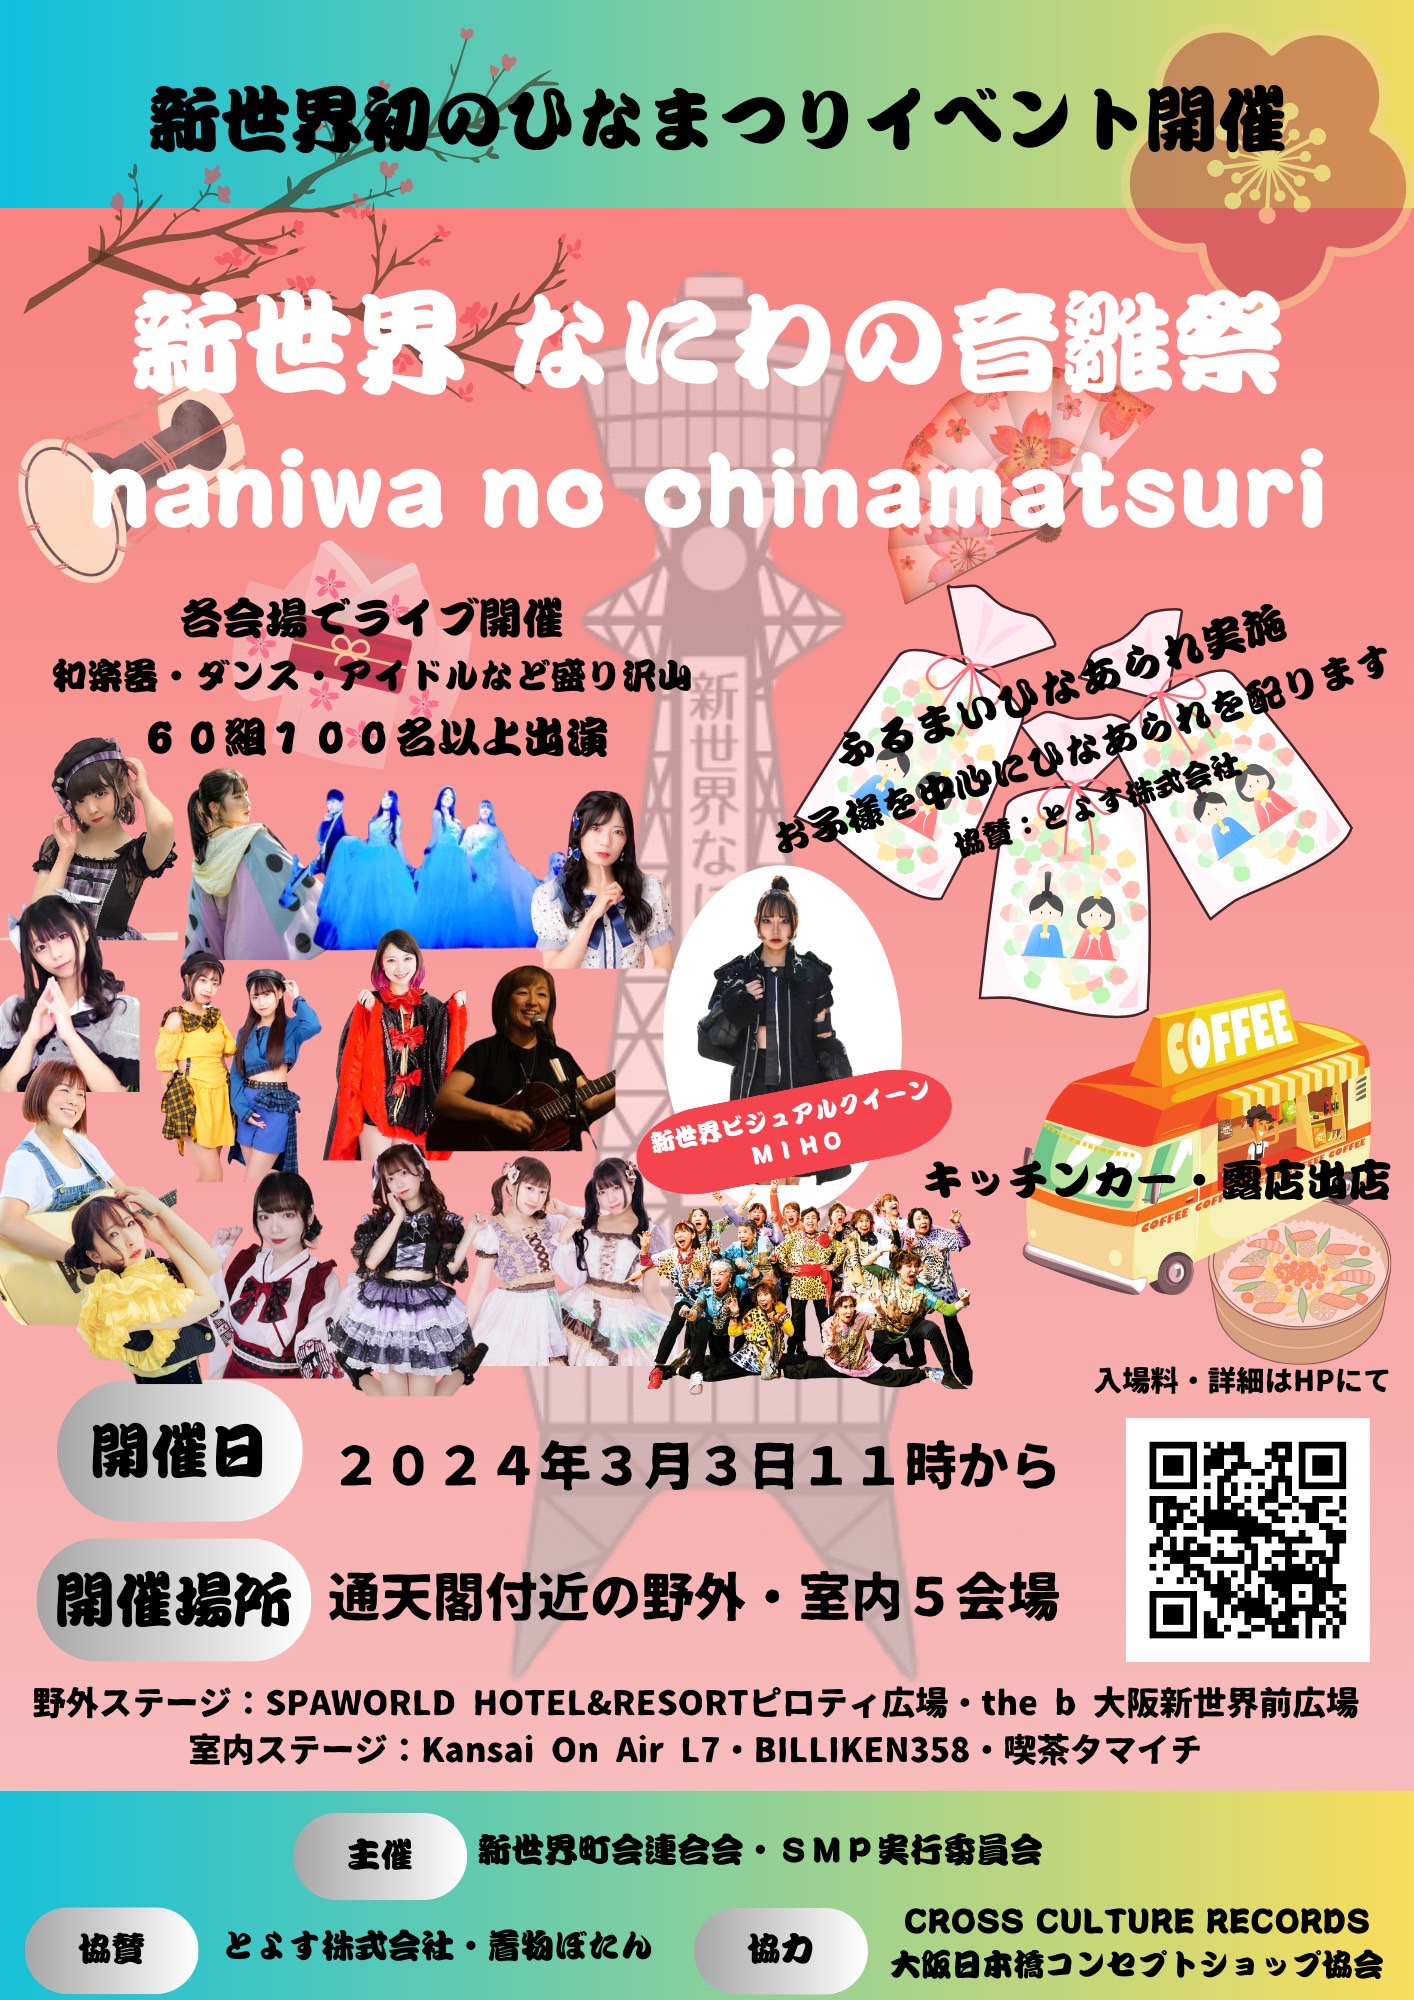 新世界初のひなまつりイベント開催
新世界 なにわの音雛祭
naniwa no ohinamatsuri
各会場でライブ開催
和楽器・ダンス・アイドルなど盛り沢山
６０組１００名以上出演
ふるまいひなあられ実施
お子様を中心にひなあられを配ります
協賛：とよす株式会社
新世界なに
新世界ビジュアルクイーン
ＭＩＨＯ
COFFEE
COFFEE COFFEE
キッチンカー・露店出店
入場料・詳細はHPにて
開催日
２０２４年３月３日１１時から
開催場所
通天閣付近の野外・室内５会場
野外ステージ：SPAWORLD HOTEL&RESORTピロティ広場・the b 大阪新世界前広場
室内ステージ：Kansai On Air L7・BILLIKEN358・喫茶タマイチ
主催
新世界町会連合会・ＳＭＰ実行委員会
協賛
とよす株式会社・着物ぼたん
協力
CROSS CULTURE RECORDS
大阪日本橋コンセプトショップ協会